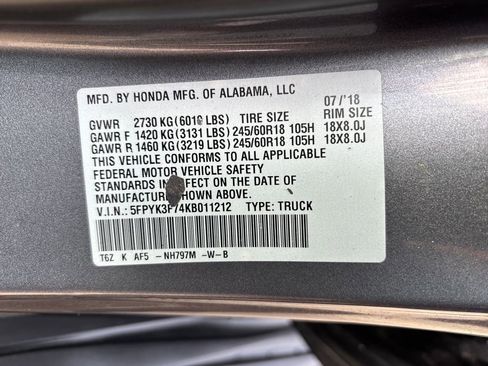 MFD. BY HONDA MFG. OF ALABAMA, LLC
07/'18
GVWR 2730 KG LBS) TIRE SIZE RIM SIZE
GAWR F 1420 KG(3131 LBS)245/60R18 105H 18X8.0J
GAWR R 1460 KG(3219 LBS)245/60R18 105H 18X8.0J
THIS VEHICLE CONFORMS TO ALL APPLICABLE
FEDERAL MOTOR VEHICLE SAFETY
STANDARDS IN EFFECT ON THE DATE OF
MANUFACTURE SHOWN ABOVE.
V.I.N.: 5FPYK3F74KB011212 TYPE: TRUCK
T6Z K AF5 -NH797M -W-B